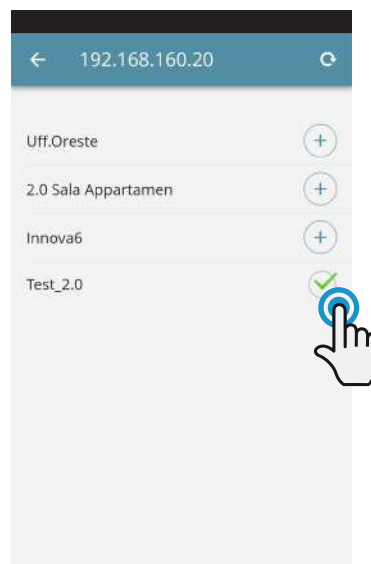 192.168.160.20
Uff.Oreste
2.0 Sala Appartamen
Innova6
Test_2.0